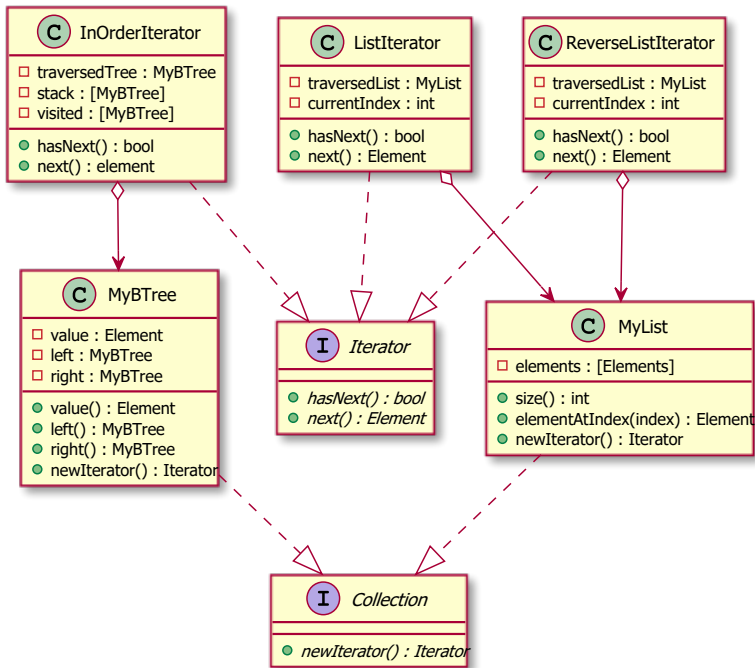 C InOrderIterator
traversedTree : MyBTree
stack : [MyBTree]
visited : [MyBTree]
hasNext() : bool
next() : element
C ListIterator
traversedList : MyList
currentIndex : int
hasNext() : bool
next() : Element
C ReverseListIterator
traversedList : MyList
currentIndex : int
hasNext() : bool
next() : Element
C MyBTree
value : Element
left : MyBTree
right : MyBTree
value() : Element
left() : MyBTree
right() : MyBTree
newIterator() : Iterator
I Iterator
hasNext() : bool
next() : Element
C MyList
elements : [Elements]
size() : int
elementAtIndex(index) : Element
newIterator() : Iterator
I Collection
newIterator() : Iterator